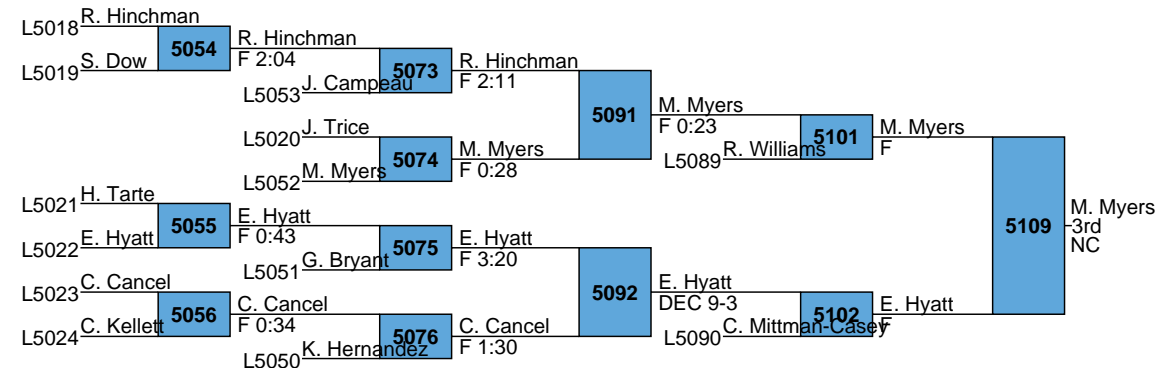 R. Hinchman
L5018
5054
R. Hinchman
F 2:04
S. Dow
L5019
5073
R. Hinchman
F 2:11
J. Campeau
L5053
5091
M. Myers
F 0:23
J. Trice
L5020
5074
M. Myers
F 0:28
M. Myers
L5052
5101
M. Myers
F
R. Williams
L5089
H. Tarte
L5021
5055
E. Hyatt
F 0:43
E. Hyatt
L5022
5075
E. Hyatt
F 3:20
G. Bryant
L5051
5109
M. Myers
3rd
NC
C. Cancel
L5023
5056
C. Cancel
F 0:34
C. Kellett
L5024
5092
E. Hyatt
DEC 9-3
5076
C. Cancel
F 1:30
K. Hernandez
L5050
5102
E. Hyatt
F
C. Mittman-Casey
L5090